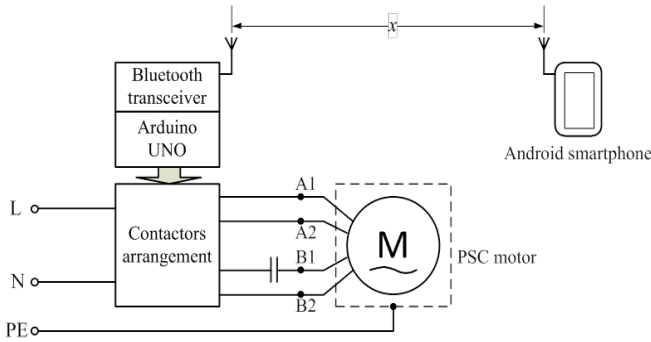 x
Bluetooth
transceiver
Arduino
UNO
Android smartphone
L
N
PE
Contactors
arrangement
A1
A2
B1
B2
M
PSC motor